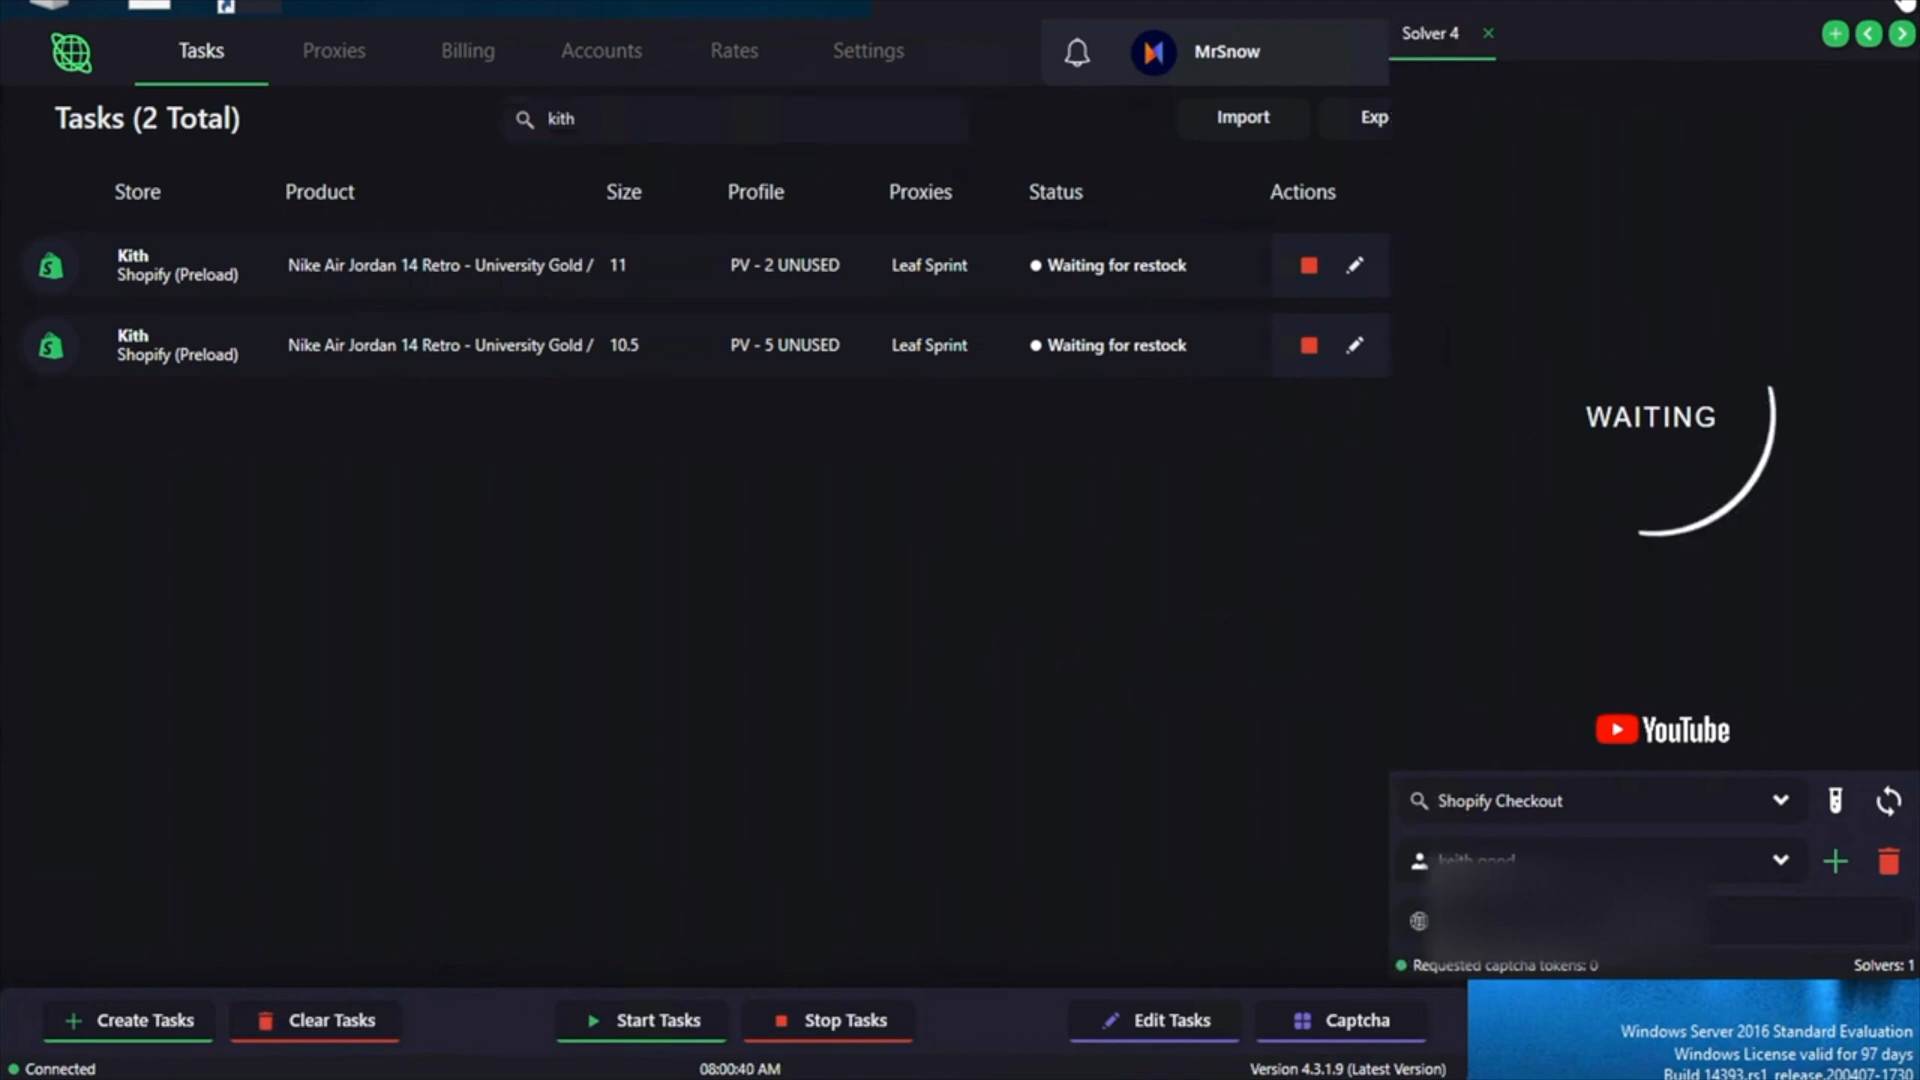 Tasks
Proxies
Billing
Accounts
Rates
Settings
MrSnow
Solver 4
Tasks (2 Total)
kith
Import
Exp
Store
Product
Size
Profile
Proxies
Status
Actions
Kith
Shopify (Preload)
Nike Air Jordan 14 Retro - University Gold /
11
PV - 2 UNUSED
Leaf Sprint
Waiting for restock
Kith
Shopify (Preload)
Nike Air Jordan 14 Retro - University Gold /
10.5
PV - 5 UNUSED
Leaf Sprint
Waiting for restock
WAITING
YouTube
Shopify Checkout
Requested captcha tokens: 0
Solvers: 1
Create Tasks
Clear Tasks
Start Tasks
Stop Tasks
Edit Tasks
Captcha
Windows Server 2016 Standard Evaluation
Windows License valid for 97 days
Build 14393.rs1_release.200407-1730
Connected
08:00:40 AM
Version 4.3.1.9 (Latest Version)